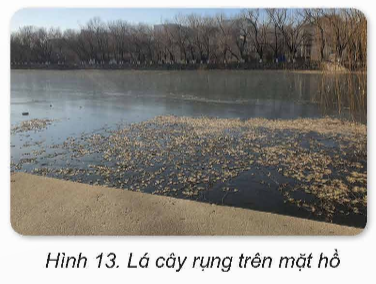 Hình 13. Lá cây rụng trên mặt hồ